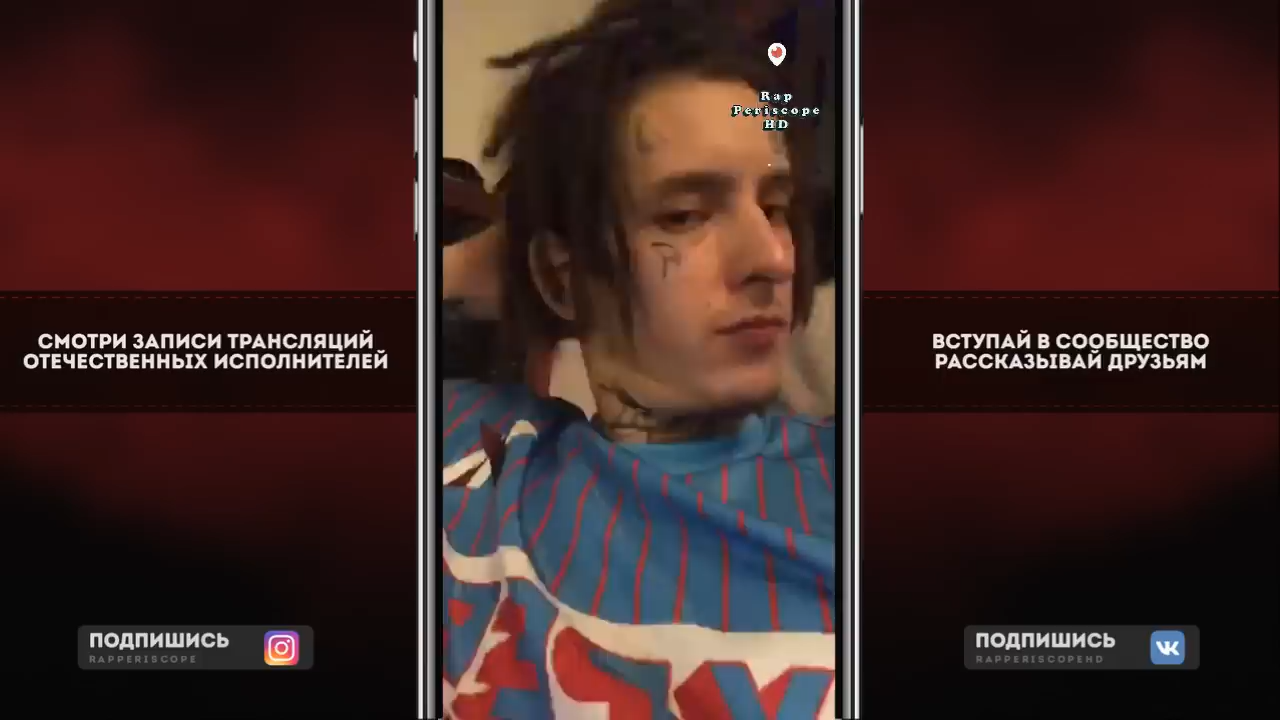 Rap
Periscope
HD
СМОТРИ ЗАПИСИ ТРАНСЛЯЦИЙ
ОТЕЧЕСТВЕННЫХ ИСПОЛНИТЕЛЕЙ
ВСТУПАЙ В СООБЩЕСТВО
РАССКАЗЫВАЙ ДРУЗЬЯМ
ПОДПИШИСЬ
RAPPERISCOPE
ПОДПИШИСЬ
RAPPERISCOPEHD